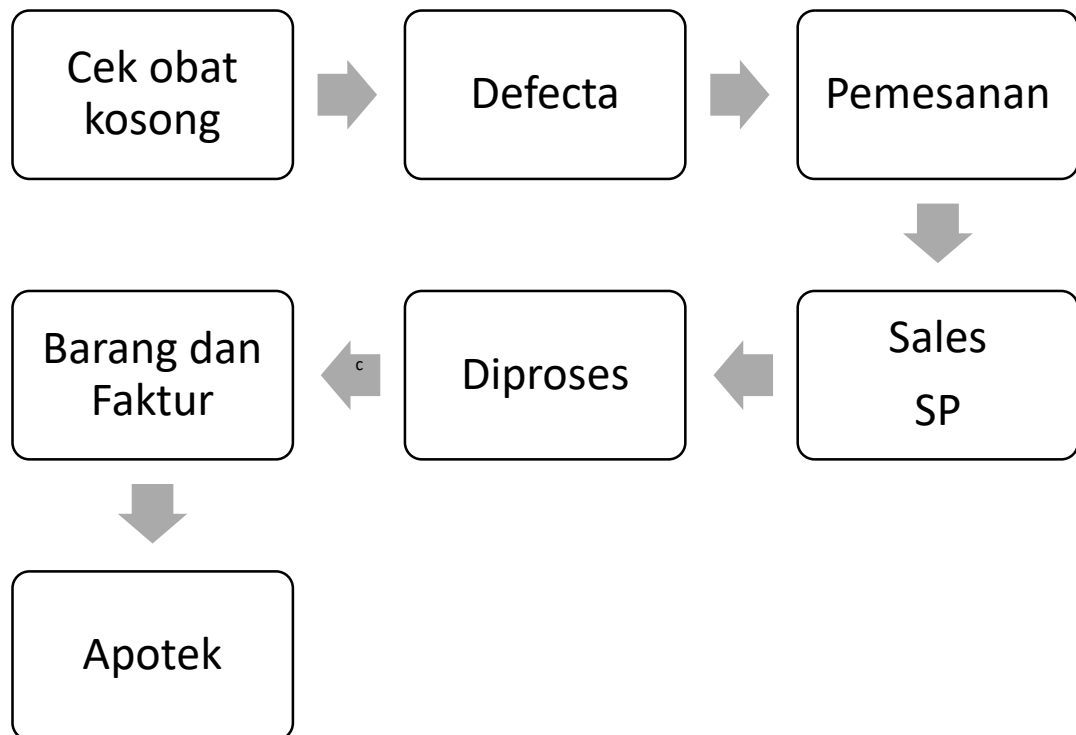 Cek obat
kosong
Defecta
Pemesanan
Sales
SP
Diproses
c
Barang dan
Faktur
Apotek